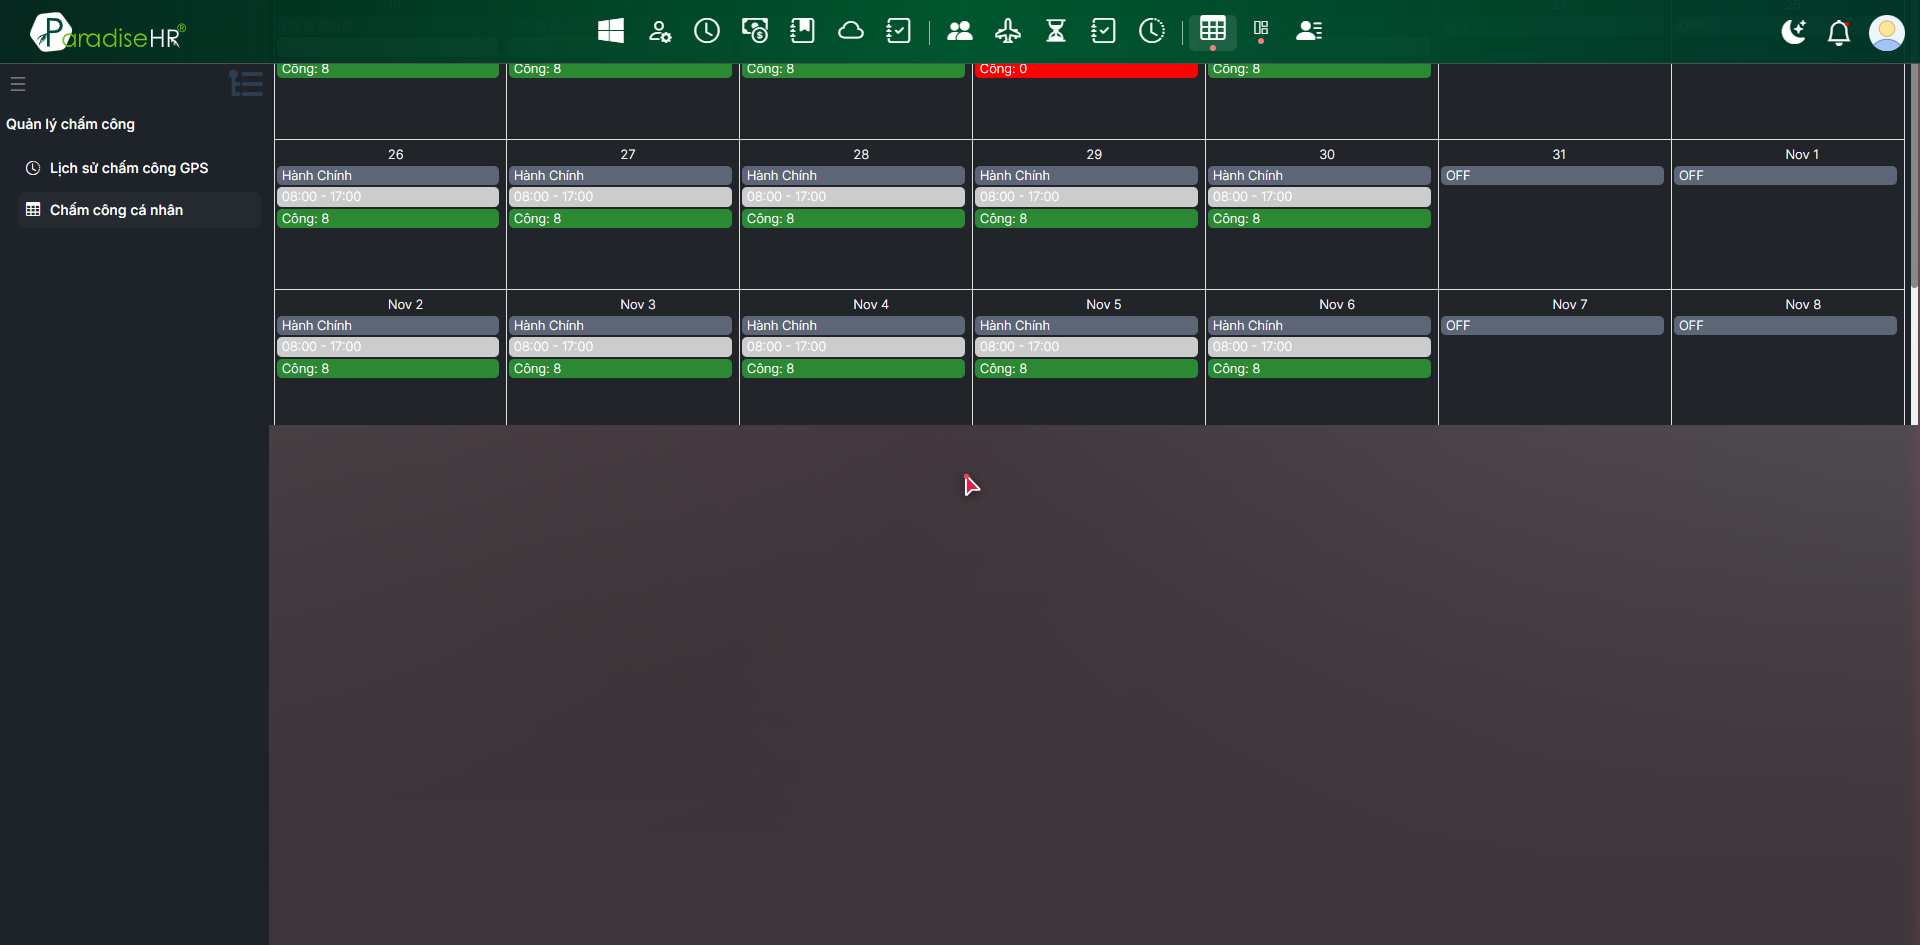 ParadiseHR®
Quản lý chấm công
Lịch sử chấm công GPS
Chấm công cá nhân
Công: 8 Công: 8 Công: 8 Công: 0 Công: 8
26 27 28 29 30 31 Nov 1
Hành Chính Hành Chính Hành Chính Hành Chính Hành Chính OFF OFF
08:00 - 17:00 08:00 - 17:00 08:00 - 17:00 08:00 - 17:00 08:00 - 17:00
Công: 8 Công: 8 Công: 8 Công: 8 Công: 8
Nov 2 Nov 3 Nov 4 Nov 5 Nov 6 Nov 7 Nov 8
Hành Chính Hành Chính Hành Chính Hành Chính Hành Chính OFF OFF
08:00 - 17:00 08:00 - 17:00 08:00 - 17:00 08:00 - 17:00 08:00 - 17:00
Công: 8 Công: 8 Công: 8 Công: 8 Công: 8